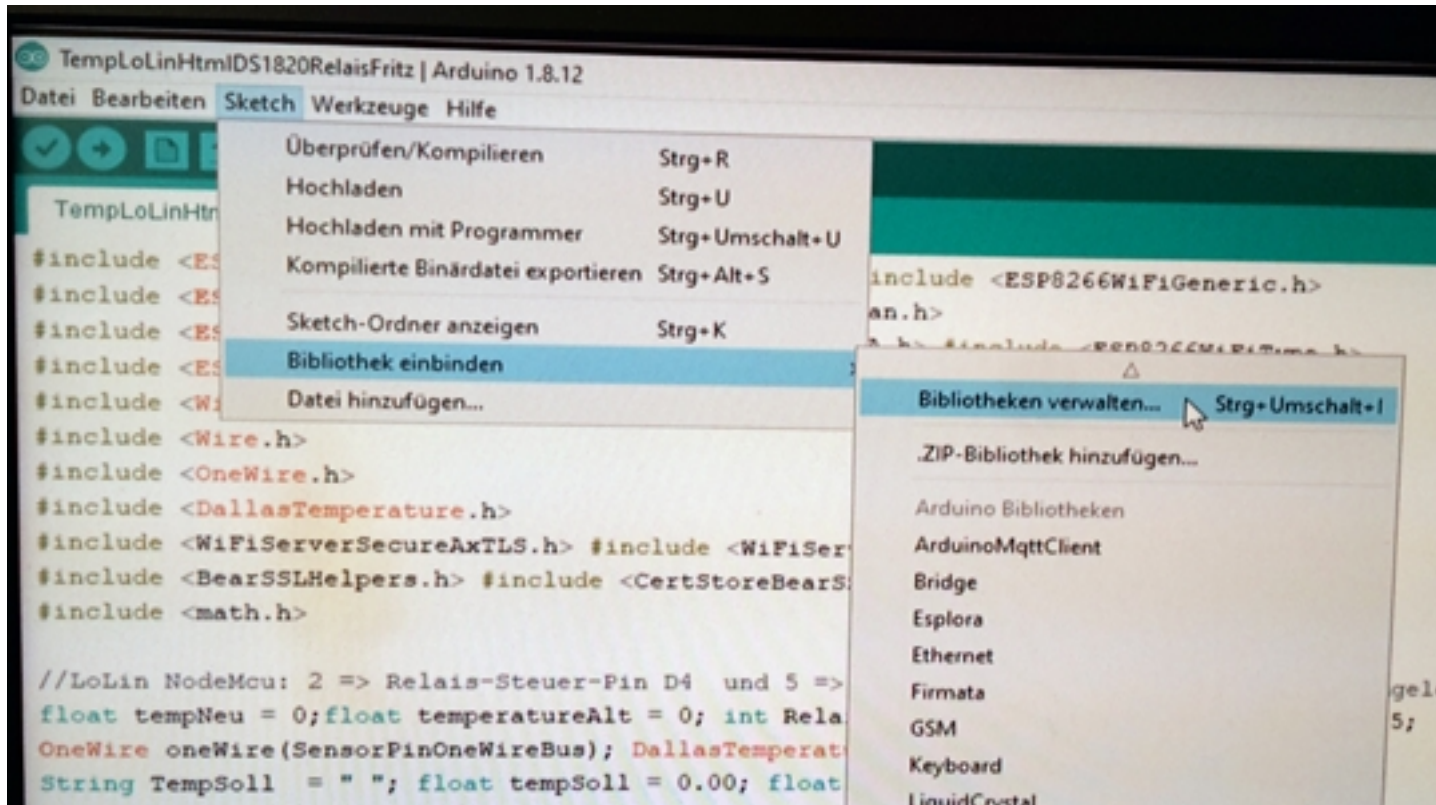 TempLoLinHtmlDS1820RelaisFritz | Arduino 1.8.12
Datei Bearbeiten Sketch Werkzeuge Hilfe
Überprüfen/Kompilieren Strg+R
Hochladen Strg+U
Hochladen mit Programmer Strg+Umschalt+U
Kompilierte Binärdatei exportieren Strg+Alt+S
Sketch-Ordner anzeigen Strg+K
Bibliothek einbinden
Datei hinzufügen...
Bibliotheken verwalten... Strg+Umschalt+I
.ZIP-Bibliothek hinzufügen...
Arduino Bibliotheken
ArduinoMqttClient
Bridge
Esplora
Ethernet
Firmata
GSM
Keyboard
LiquidCrystal
TempLoLinHtm
#include <ES include <ESP8266WiFiGeneric.h>
#include <ES an.h>
#include <ES #include <ESP8266WiFiTime.h>
#include <ES
#include <Wi
#include <Wire.h>
#include <OneWire.h>
#include <DallasTemperature.h>
#include <WiFiServerSecureAxTLS.h> #include <WiFiSer
#include <BearSSLHelpers.h> #include <CertStoreBearS
#include <math.h>
//LoLin NodeMcu: 2 => Relais-Steuer-Pin D4 und 5 => gel
float tempNeu = 0;float temperatureAlt = 0; int Rela 5;
OneWire oneWire(SensorPinOneWireBus); DallasTemperat
String TempSoll = " "; float tempSoll = 0.00; float